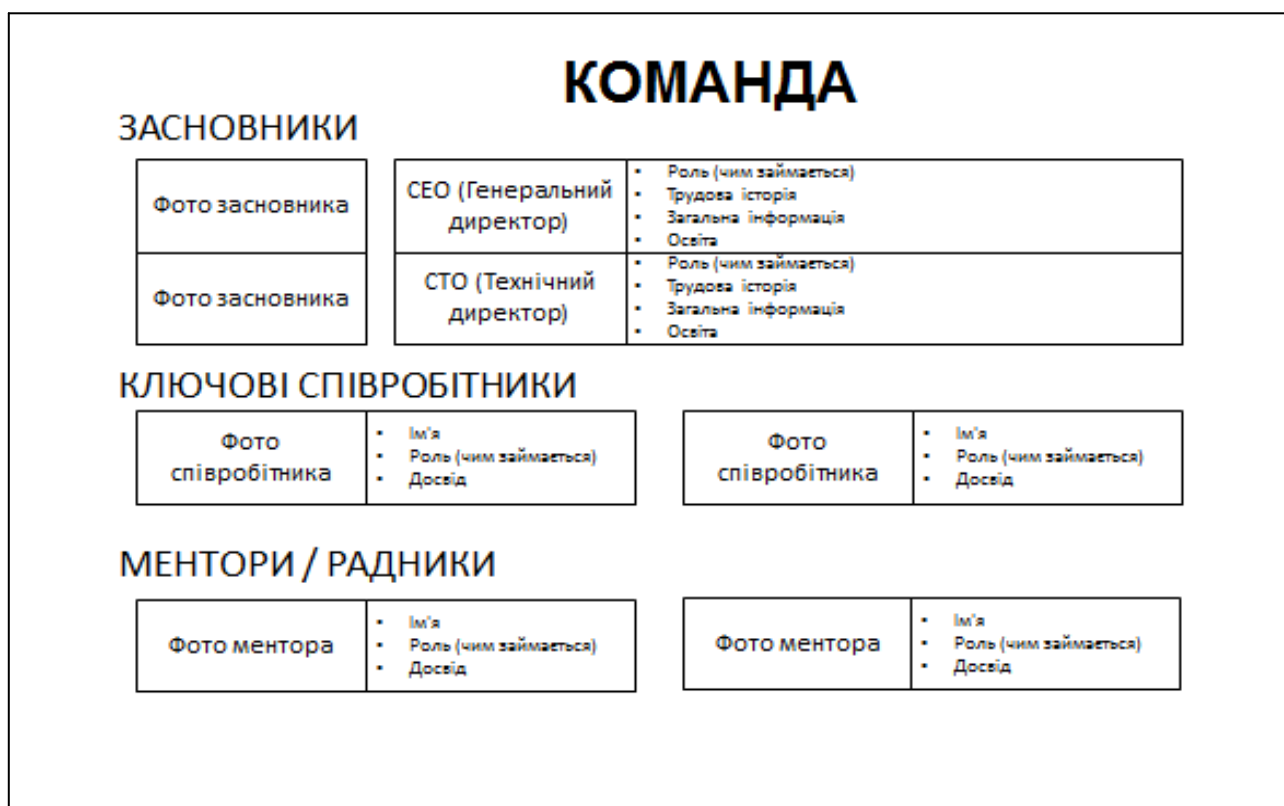 КОМАНДА
ЗАСНОВНИКИ
Фото засновника
СЕО (Генеральний
директор)
• Роль (чим займається)
• Трудова історія
• Загальна інформація
• Освіта
Фото засновника
СТО (Технічний
директор)
• Роль (чим займається)
• Трудова історія
• Загальна інформація
• Освіта
КЛЮЧОВІ СПІВРОБІТНИКИ
Фото
співробітника
• Ім'я
• Роль (чим займається)
• Досвід
Фото
співробітника
• Ім'я
• Роль (чим займається)
• Досвід
МЕНТОРИ / РАДНИКИ
Фото ментора
• Ім'я
• Роль (чим займається)
• Досвід
Фото ментора
• Ім'я
• Роль (чим займається)
• Досвід